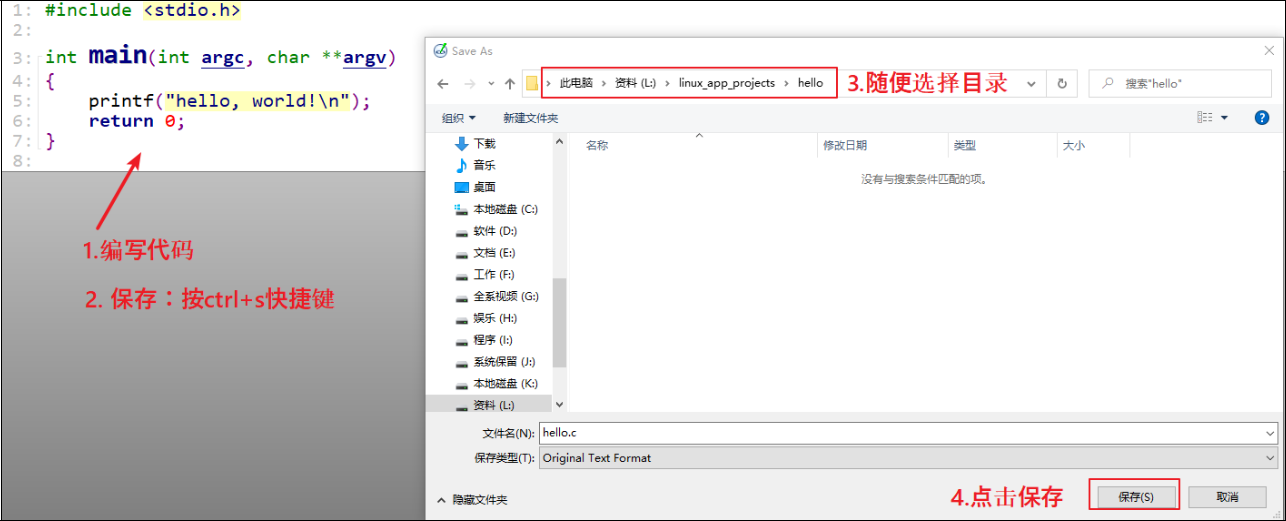 1: #include <stdio.h>
2:
3: int main(int argc, char **argv)
4: {
5:     printf("hello, world!\n");
6:     return 0;
7: }
8:
1.编写代码
2. 保存：按ctrl+s快捷键
Save As
此电脑 › 资料 (L:) › linux_app_projects › hello
3.随便选择目录
搜索"hello"
组织
新建文件夹
下载
音乐
桌面
本地磁盘 (C:)
软件 (D:)
文档 (E:)
工作 (F:)
全系视频 (G:)
娱乐 (H:)
程序 (I:)
系统保留 (J:)
本地磁盘 (K:)
资料 (L:)
名称 修改日期 类型 大小
没有与搜索条件匹配的项。
文件名(N): hello.c
保存类型(T): Original Text Format
隐藏文件夹
4.点击保存
保存(S)
取消